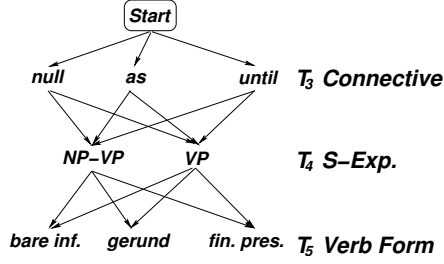 Start
null as until T3 Connective
NP-VP VP T4 S-Exp.
bare inf. gerund fin. pres. T5 Verb Form